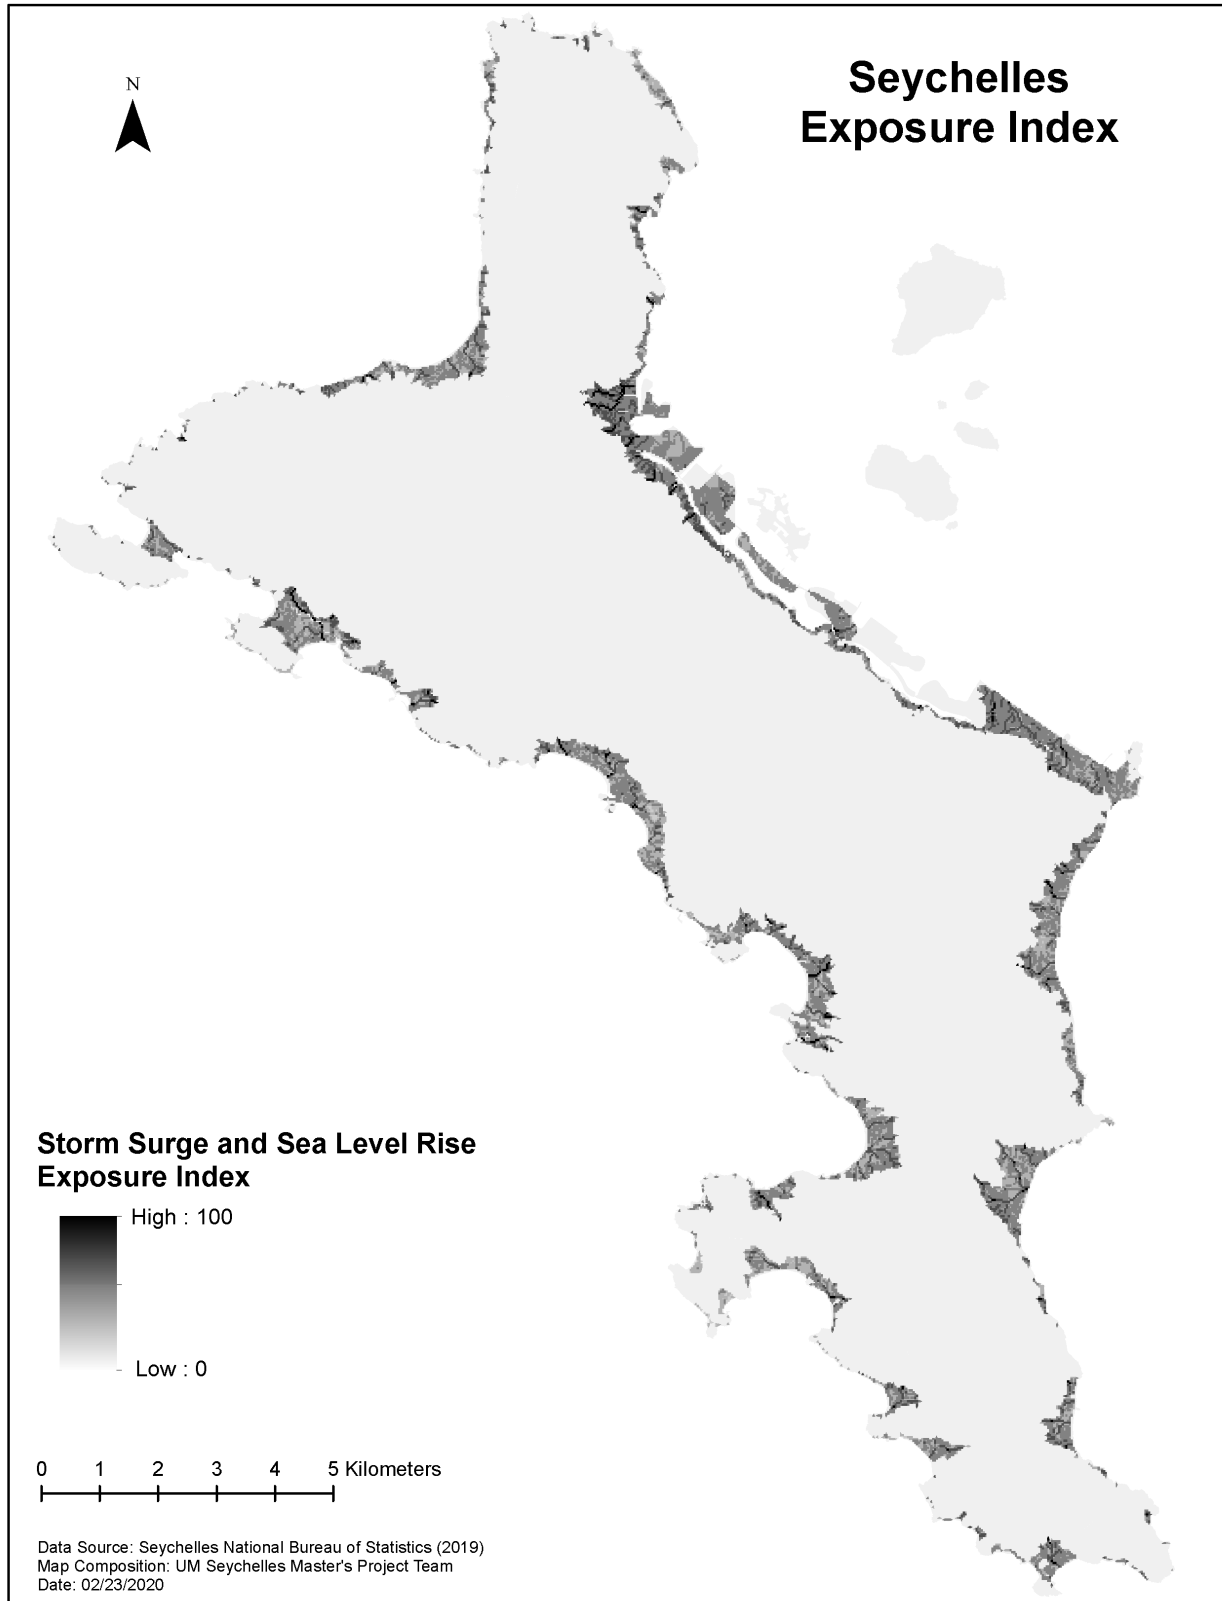 N
Seychelles
Exposure Index
Storm Surge and Sea Level Rise
Exposure Index
High : 100
Low : 0
0 1 2 3 4 5 Kilometers
Data Source: Seychelles National Bureau of Statistics (2019)
Map Composition: UM Seychelles Master's Project Team
Date: 02/23/2020